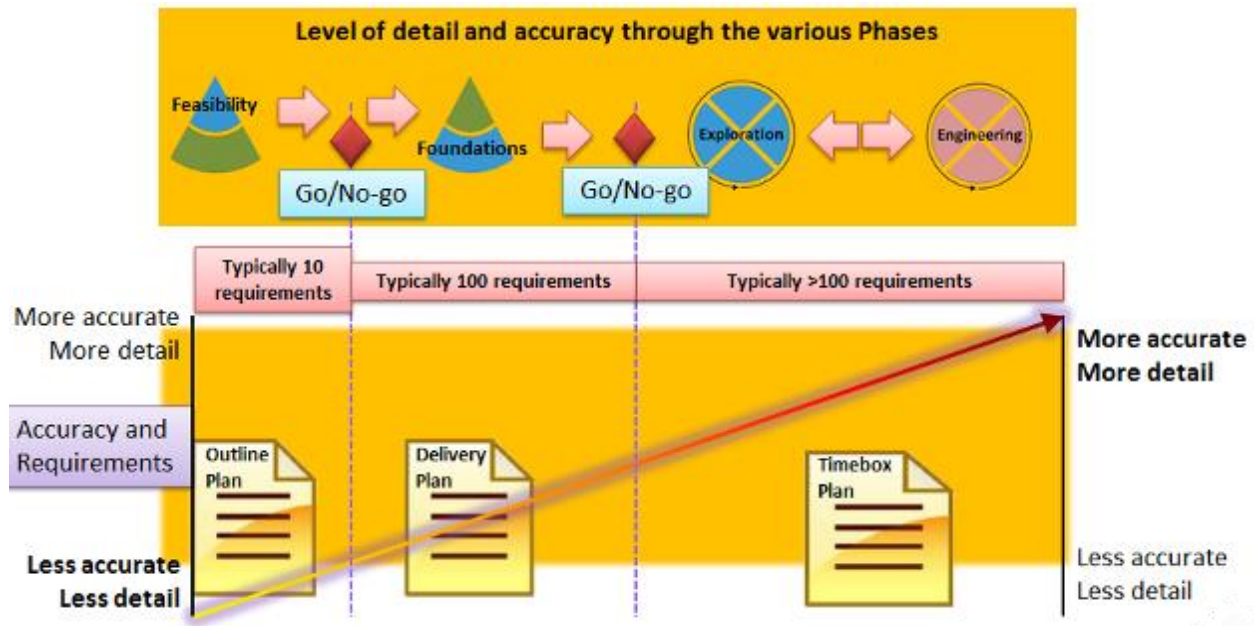 Level of detail and accuracy through the various Phases
Feasibility
Foundations
Exploration
Engineering
Go/No-go
Go/No-go
Typically 10
requirements
Typically 100 requirements
Typically >100 requirements
More accurate
More detail
More accurate
More detail
Accuracy and
Requirements
Outline
Plan
Delivery
Plan
Timebox
Plan
Less accurate
Less detail
Less accurate
Less detail